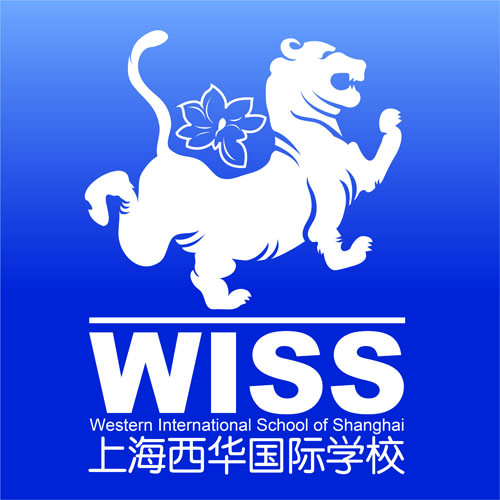 WISS
Western International School of Shanghai
上海西华国际学校